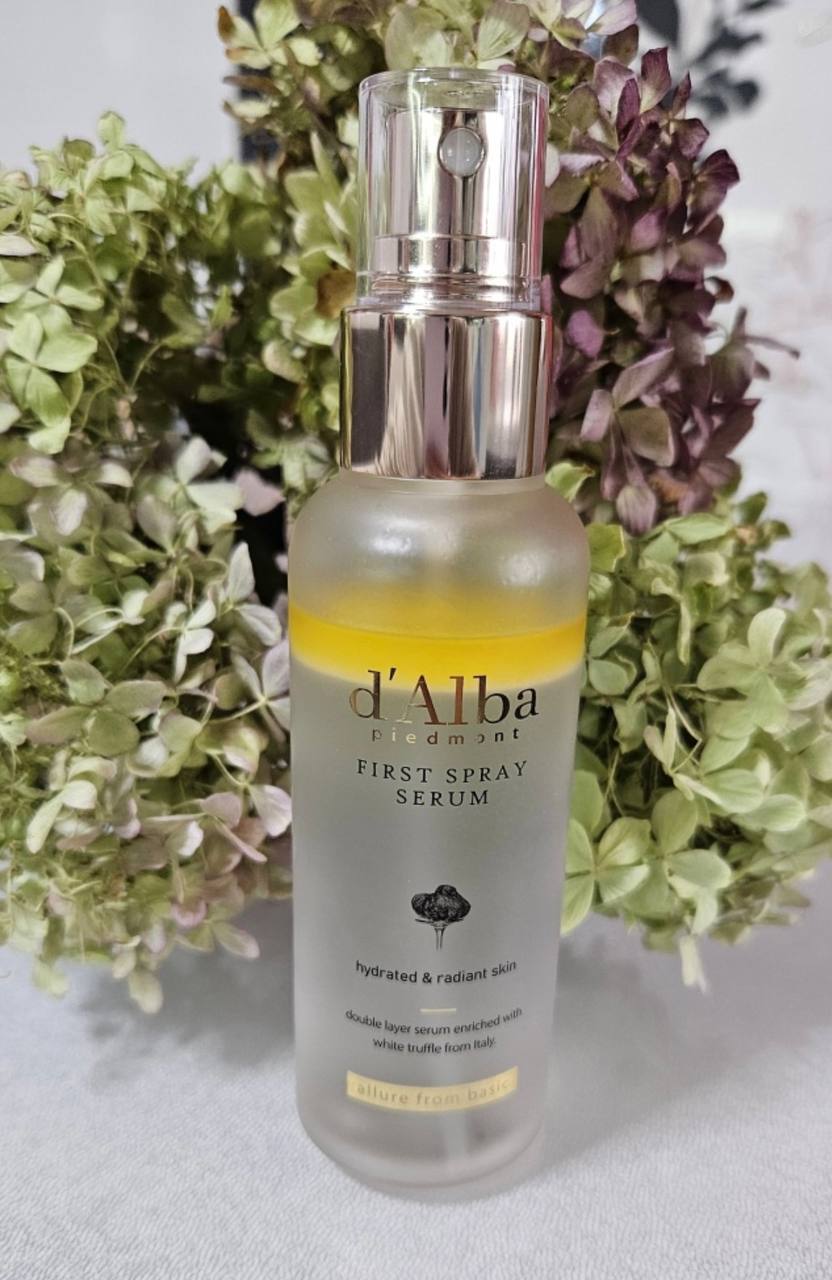 d'Alba
piedmont
FIRST SPRAY
SERUM
hydrated & radiant skin
double layer serum enriched with
white truffle from Italy.
allure from basic